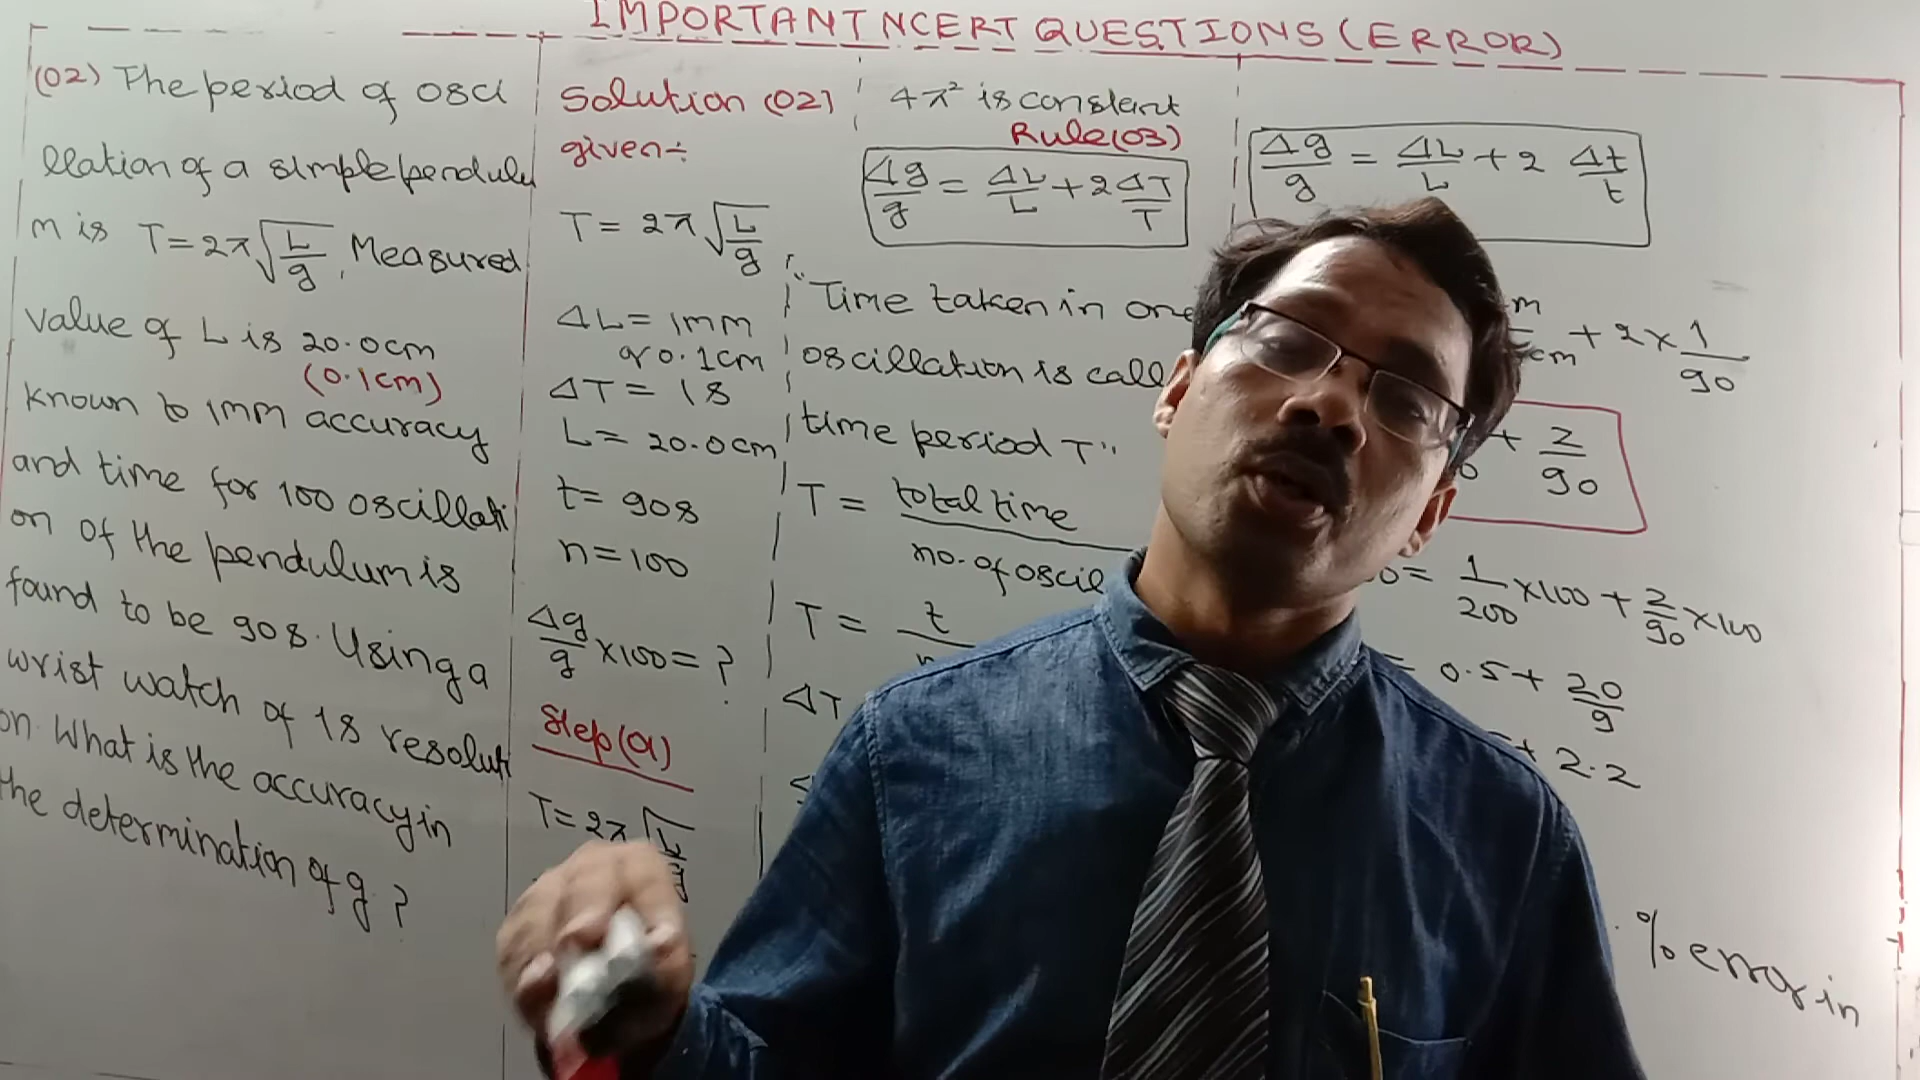 IMPORTANT NCERT QUESTIONS (ERROR)
(02) The period of osci
llation of a simple pendulu
m is T=2π√L/g, Measured
value of L is 20.0cm
(0.1cm)
known to 1mm accuracy
and time for 100 oscillati
on of the pendulum is
found to be 90s. Using a
wrist watch of 1s resoluti
on. What is the accuracy in
the determination of g ?
Solution (02)
given÷
T= 2π√L/g
ΔL= 1mm
or 0.1cm
ΔT= 1s
L= 20.0cm
t= 90s
n=100
Δg/g ×100= ?
Step(01)
T=2π√L/g
4π² is constant
Rule(03)
Δg/g = ΔL/L + 2 ΔT/T
"Time taken in one
oscillation is call
time period T"
T = total time
no. of oscil
T = t
ΔT
Δg/g = ΔL/L + 2 Δt/t
m
cm + 2× 1/90
+ 2/90
= 1/200 ×100 + 2/90 ×100
0.5+ 20/9
+ 2.2
% error in